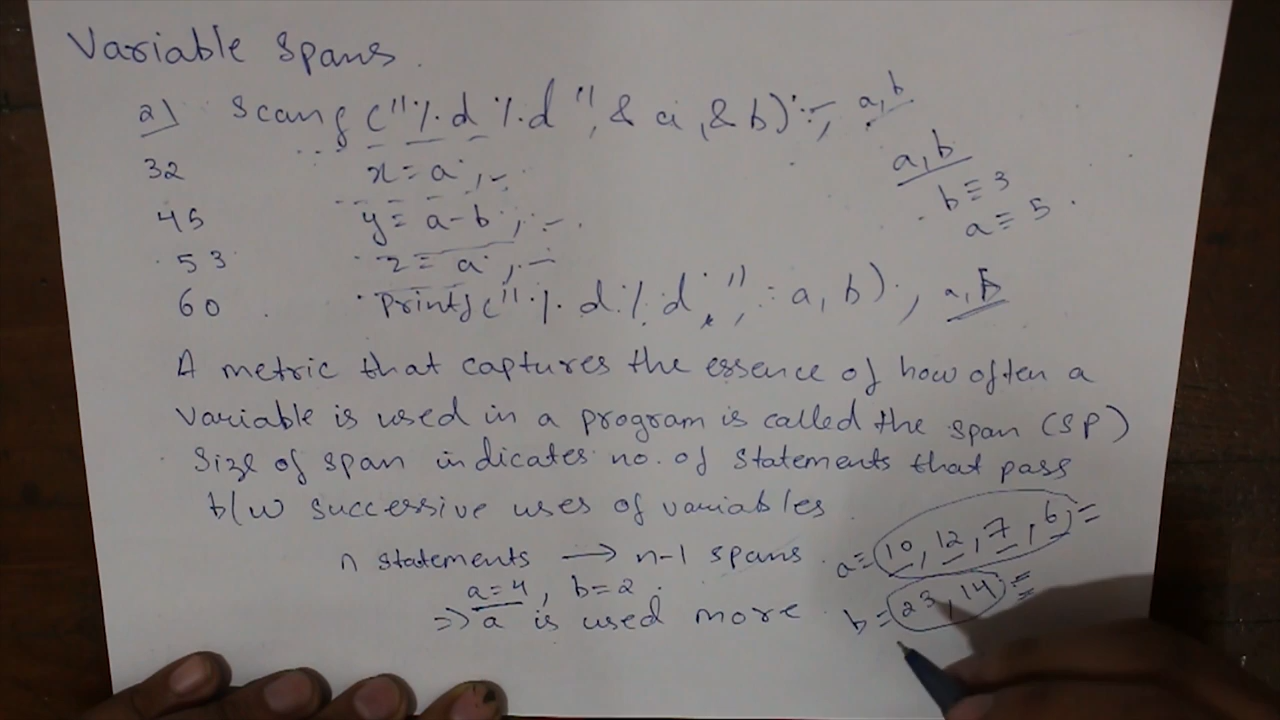 Variable spans.
21 scanf ("%d %d", &a, &b); a,b
32 x = a;
45 y = a-b;
53 z = a;
60 printf ("%d %d", a, b); a,b
a,b
b = 3
a = 5
A metric that captures the essence of how often a
variable is used in a program is called the span (SP)
Size of span indicates no. of statements that pass
b/w successive uses of variables
n statements → n-1 spans.
a=4, b=2.
=> a is used more
a = 10, 12, 7, 6 =
b = 23, 14 =